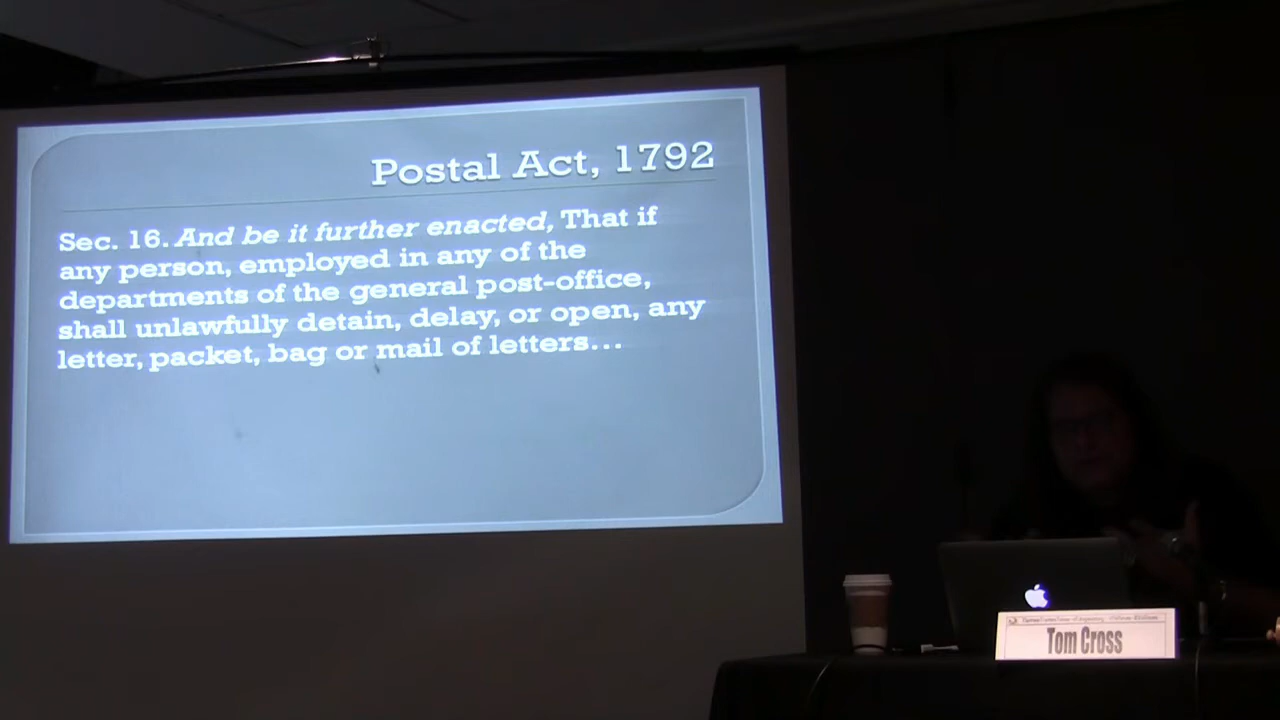 Postal Act, 1792
Sec. 16. And be it further enacted, That if
any person, employed in any of the
departments of the general post-office,
shall unlawfully detain, delay, or open, any
letter, packet, bag or mail of letters…
Tom Cross